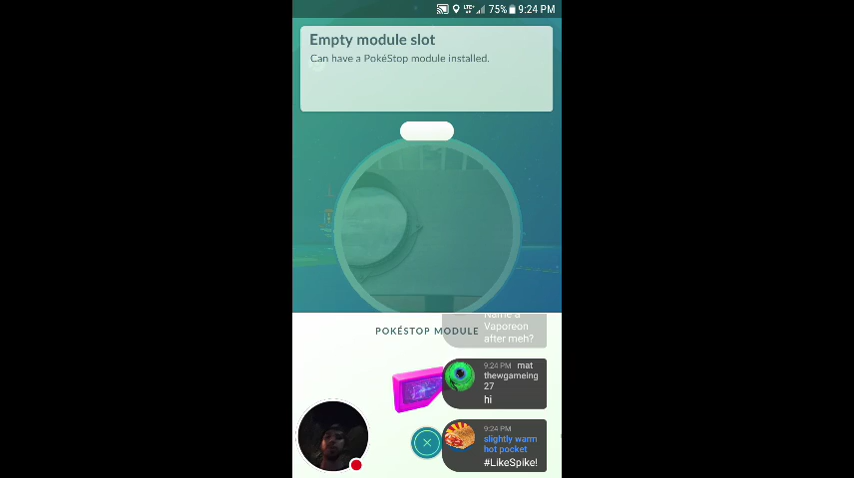 75% 9:24 PM
Empty module slot
Can have a PokéStop module installed.
POKÉSTOP MODULE
Name a
Vaporeon
after meh?
9:24 PM mat
thewgameing
27
hi
9:24 PM
slightly warm
hot pocket
#LikeSpike!